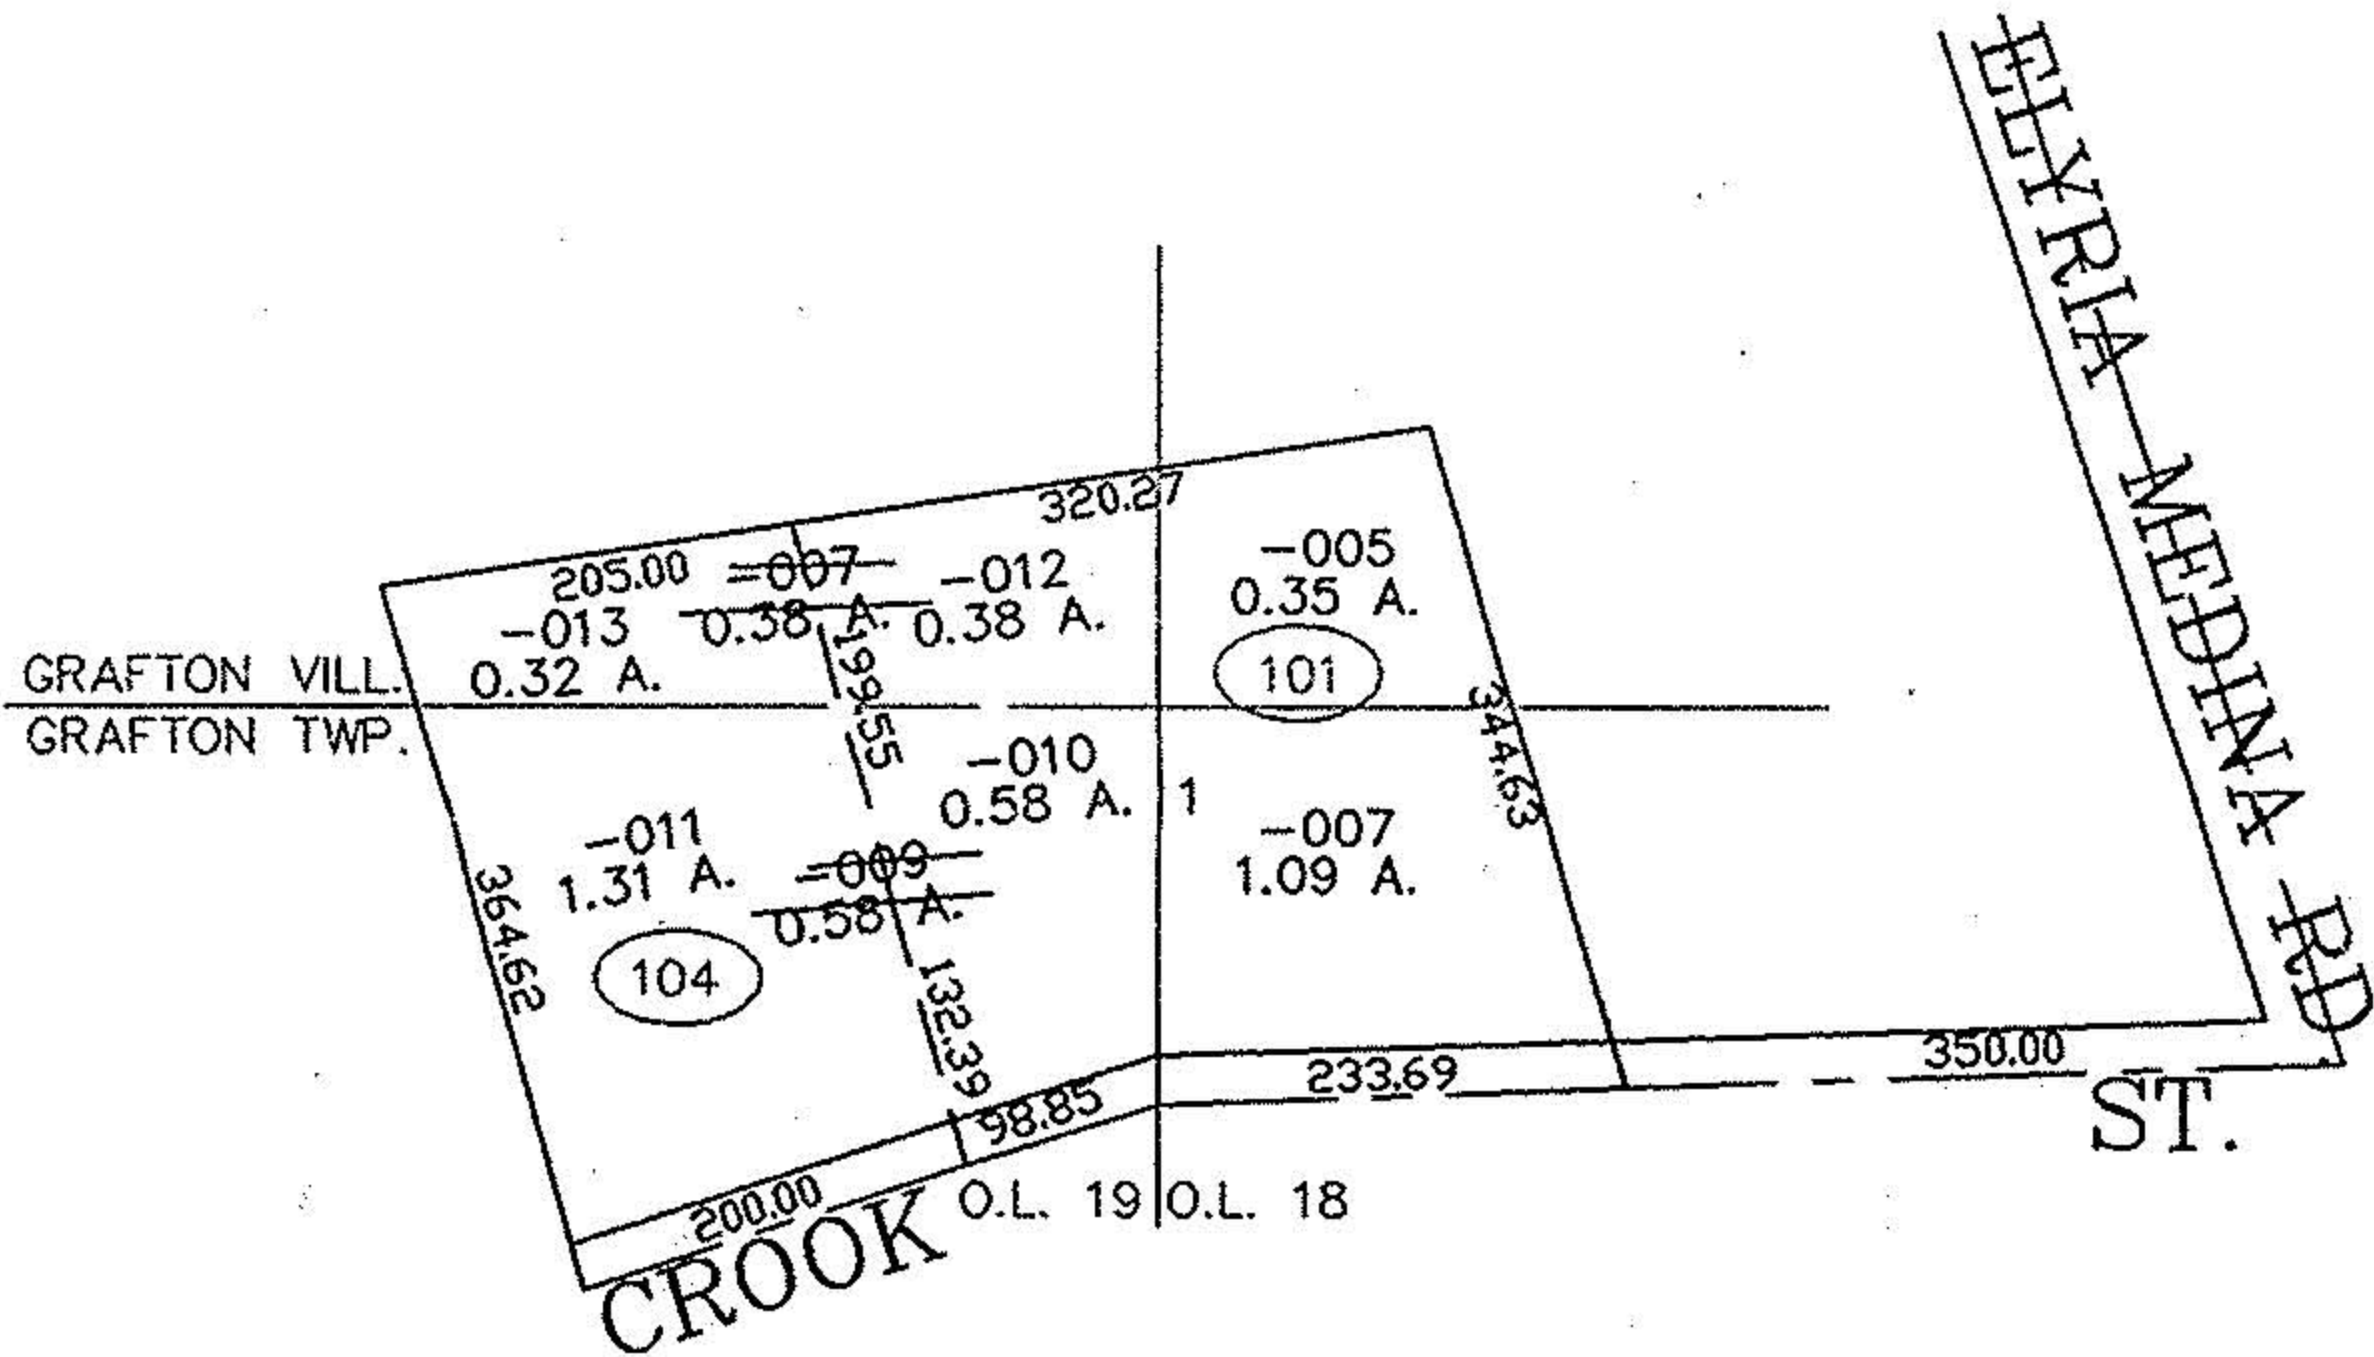 ELYRIA MEDINA RD
320.27
205.00
-007
0.38 A.
-012
0.38 A.
-005
0.35 A.
-013
0.32 A.
101
GRAFTON VILL.
GRAFTON TWP.
199.55
344.63
-010
0.58 A.
1
-007
1.09 A.
-011
1.31 A.
-009
0.58 A.
364.62
104
132.39
98.85
233.69
350.00
ST.
200.00
CROOK
O.L. 19
O.L. 18